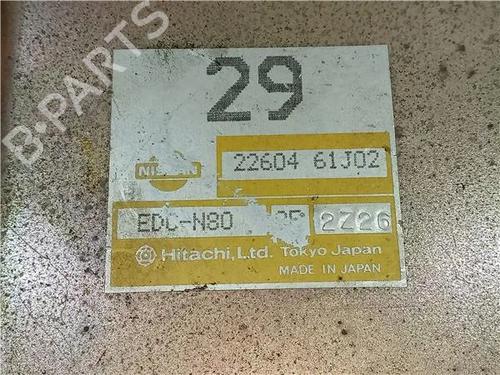 B-PARTS
29
NISSAN
22604 61J02
EDC-N80 2Z26
Hitachi, Ltd. Tokyo Japan
MADE IN JAPAN